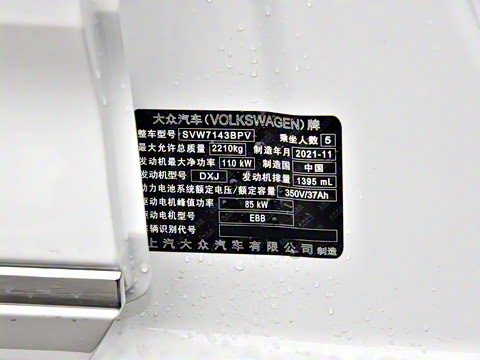 大众汽车(VOLKSWAGEN)牌
整车型号 SVW7143BPV 乘坐人数 5
最大允许总质量 2210kg 制造年月 2021-11
发动机最大净功率 110 kW 制造国 中国
发动机型号 DXJ 发动机排量 1395 mL
动力电池系统额定电压/额定容量 350V/37Ah
驱动电机峰值功率 85 kW
驱动电机型号 EBB
车辆识别代号
上汽大众汽车有限公司 制造